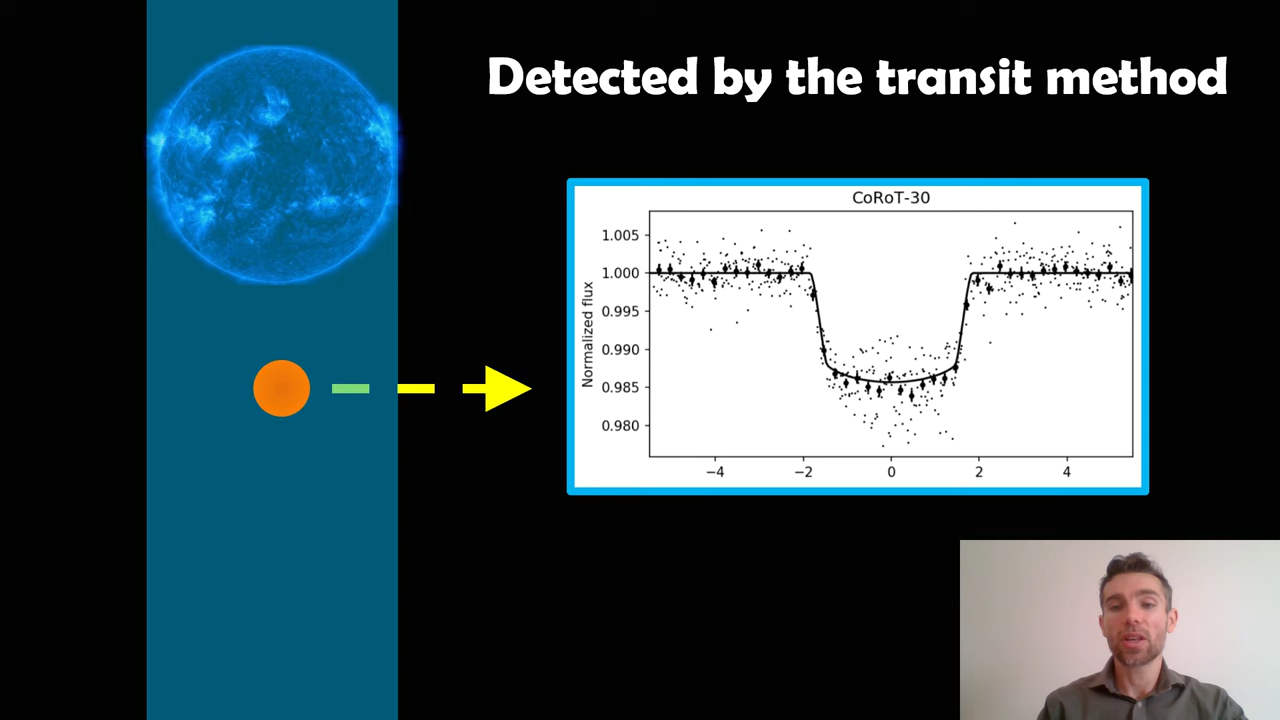 Detected by the transit method
CoRoT-30
Normalized flux
1.005
1.000
0.995
0.990
0.985
0.980
−4 −2 0 2 4